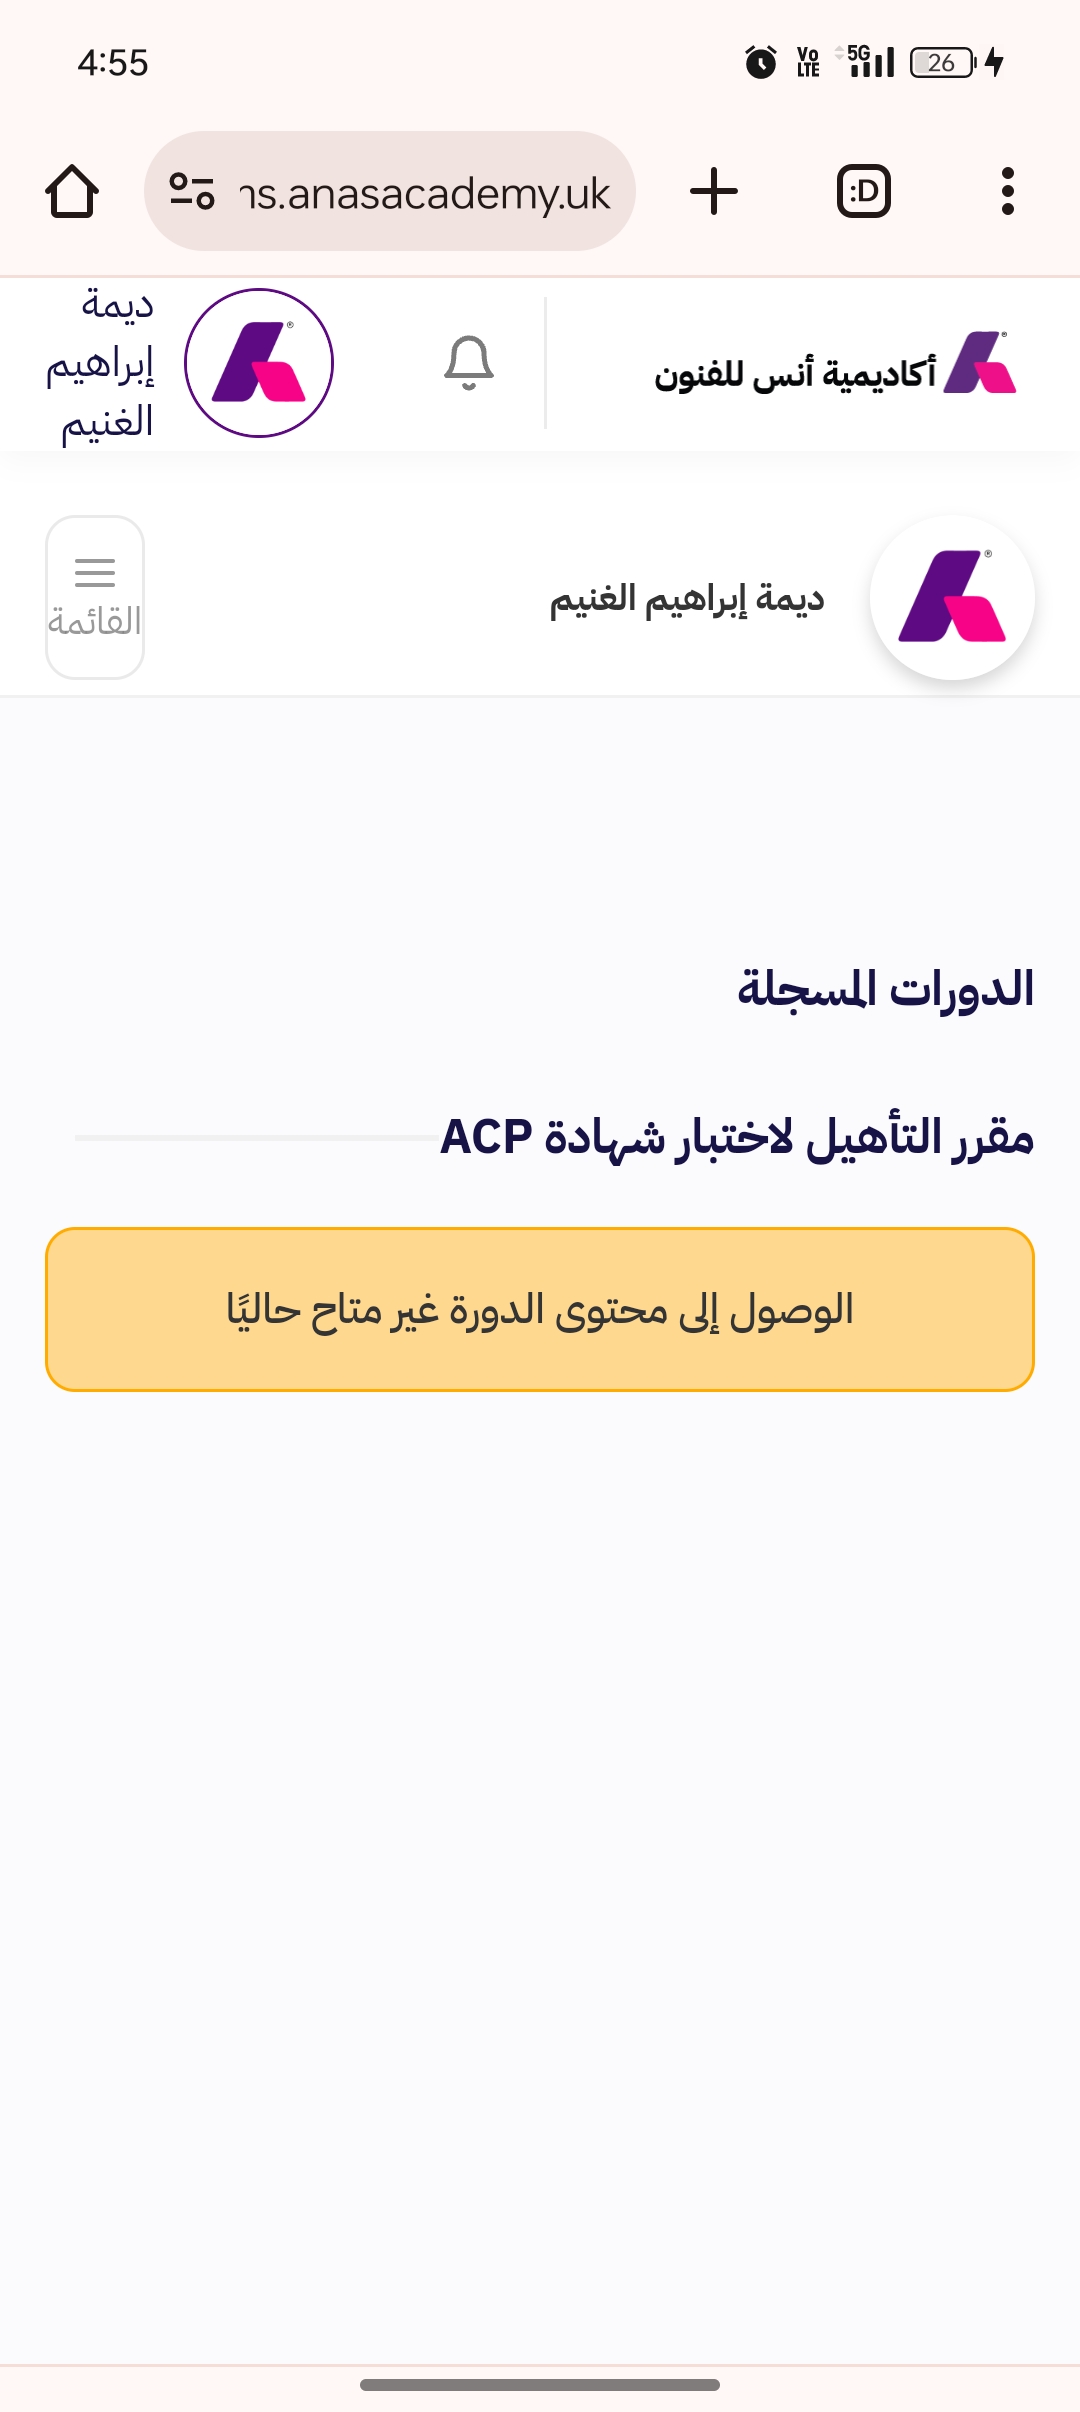 4:55
Vo LTE 5G 26
ns.anasacademy.uk
:D
أكاديمية أنس للفنون
ديمة
إبراهيم
الغنيم
ديمة إبراهيم الغنيم
القائمة
الدورات المسجلة
مقرر التأهيل لاختبار شهادة ACP
الوصول إلى محتوى الدورة غير متاح حاليًا